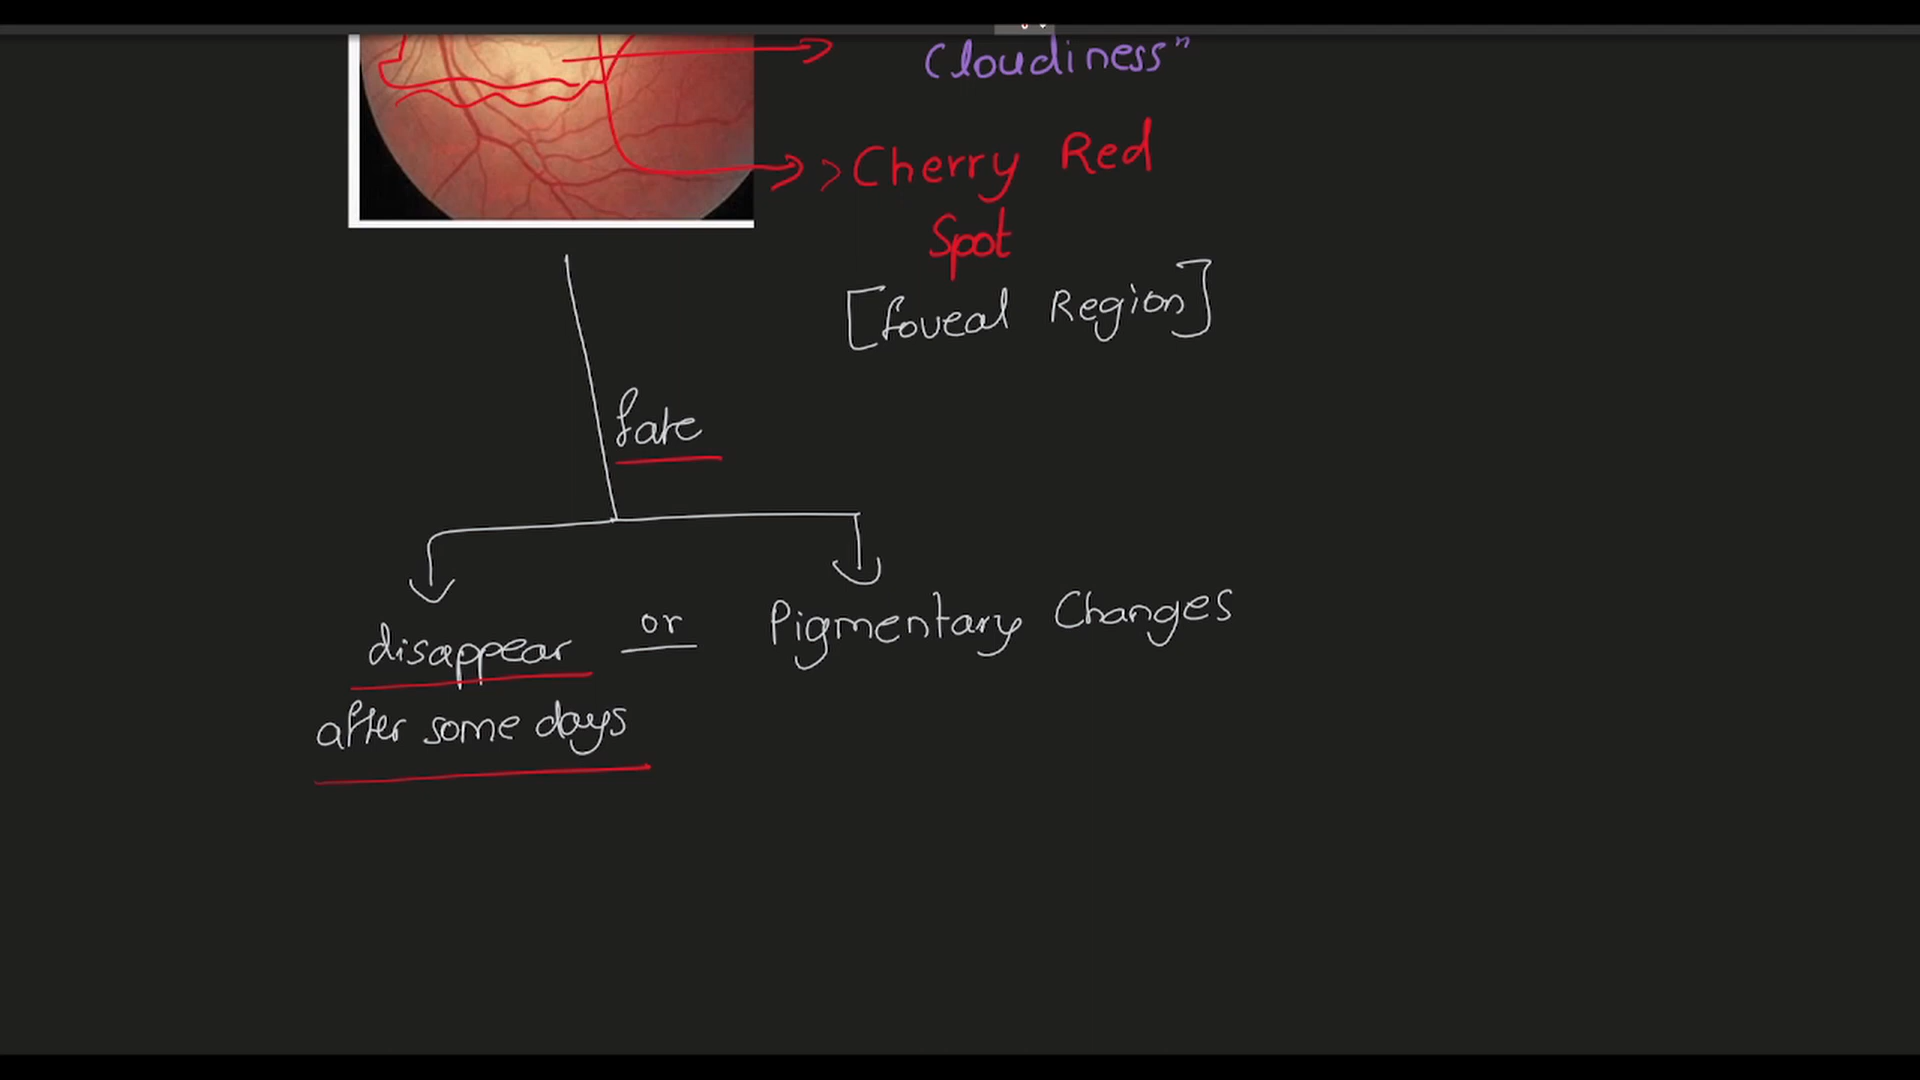 Cloudiness"
Cherry Red
Spot
[foveal Region]
fate
disappear or Pigmentary Changes
after some days